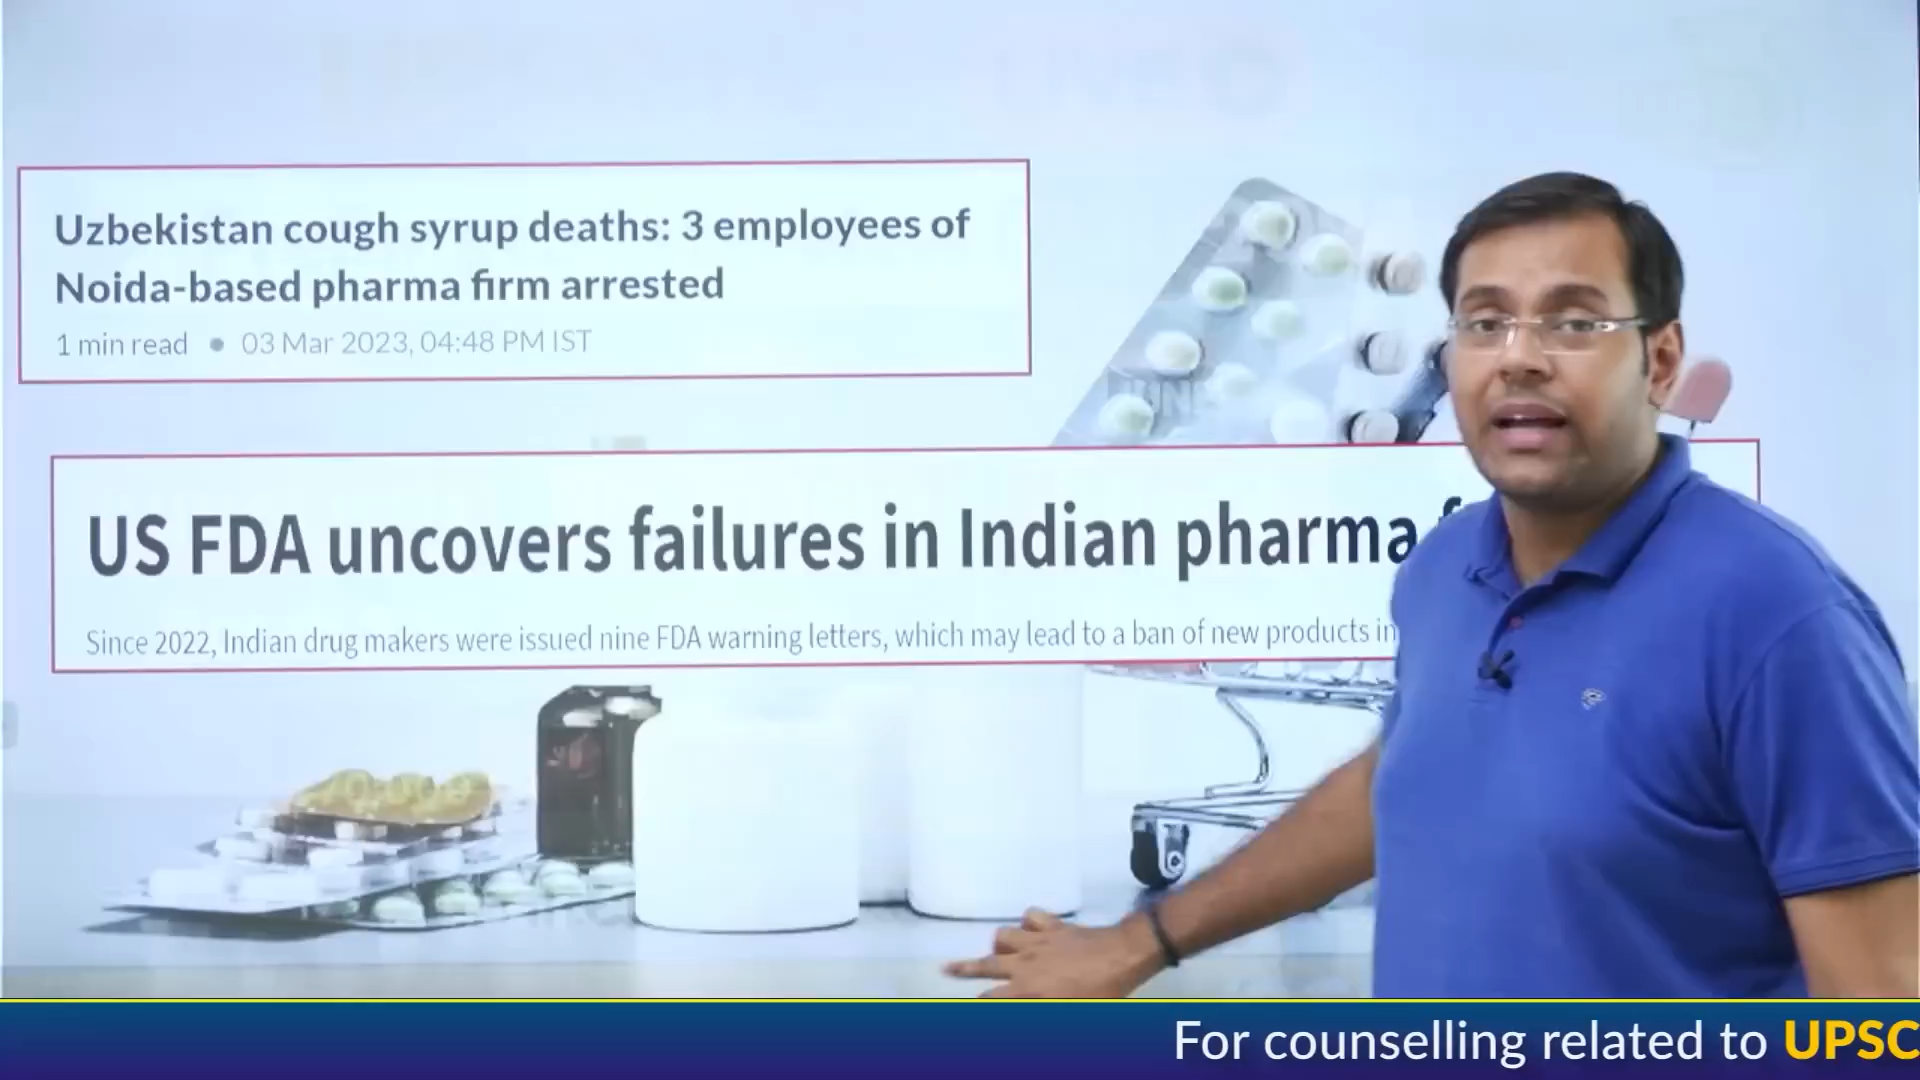 Uzbekistan cough syrup deaths: 3 employees of
Noida-based pharma firm arrested
1 min read • 03 Mar 2023, 04:48 PM IST
US FDA uncovers failures in Indian pharma
Since 2022, Indian drug makers were issued nine FDA warning letters, which may lead to a ban of new products in
For counselling related to UPSC